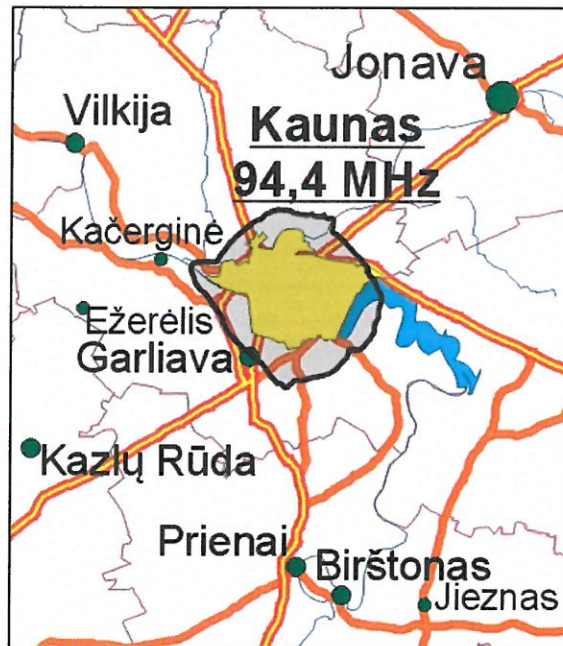 Jonava
Vilkija
Kaunas
94,4 MHz
Kačerginė
Ežerėlis
Garliava
Kazlų Rūda
Prienai
Birštonas
Jieznas